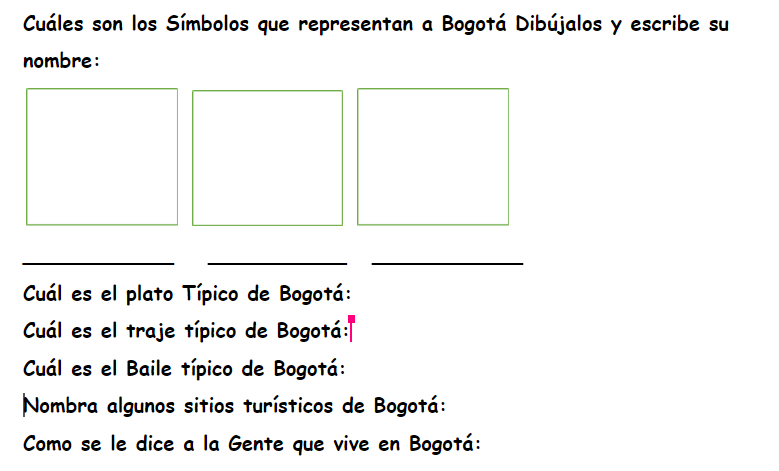 Cuáles son los Símbolos que representan a Bogotá Dibújalos y escribe su
nombre:
Cuál es el plato Típico de Bogotá:
Cuál es el traje típico de Bogotá:
Cuál es el Baile típico de Bogotá:
Nombra algunos sitios turísticos de Bogotá:
Como se le dice a la Gente que vive en Bogotá: